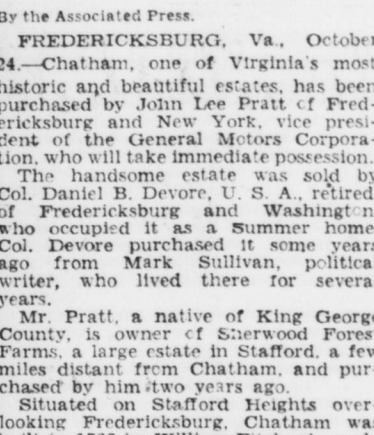 By the Associated Press.
FREDERICKSBURG, Va., October
24.—Chatham, one of Virginia's most
historic and beautiful estates, has been
purchased by John Lee Pratt of Fred-
ericksburg and New York, vice presi-
dent of the General Motors Corpora-
tion, who will take immediate possession.
The handsome estate was sold by
Col. Daniel B. Devore, U. S. A., retired
of Fredericksburg and Washington
who occupied it as a Summer home
Col. Devore purchased it some years
ago from Mark Sullivan, politica
writer, who lived there for severa
years.
Mr. Pratt, a native of King George
County, is owner of Sherwood Fores
Farms, a large estate in Stafford, a few
miles distant from Chatham, and pur-
chased by him two years ago.
Situated on Stafford Heights over-
looking Fredericksburg, Chatham was